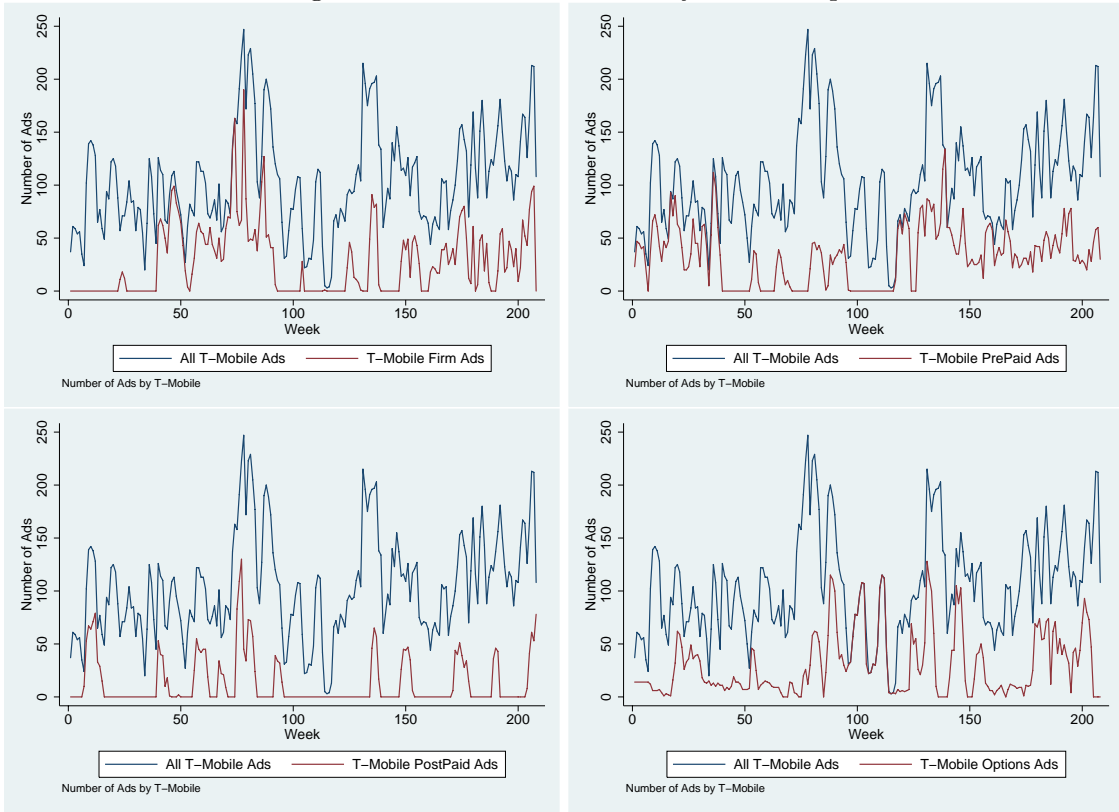 250
200
150
100
50
0
Number of Ads
0 50 100 150 200
Week
All T−Mobile Ads T−Mobile Firm Ads
Number of Ads by T−Mobile
250
200
150
100
50
0
Number of Ads
0 50 100 150 200
Week
All T−Mobile Ads T−Mobile PrePaid Ads
Number of Ads by T−Mobile
250
200
150
100
50
0
Number of Ads
0 50 100 150 200
Week
All T−Mobile Ads T−Mobile PostPaid Ads
Number of Ads by T−Mobile
250
200
150
100
50
0
Number of Ads
0 50 100 150 200
Week
All T−Mobile Ads T−Mobile Options Ads
Number of Ads by T−Mobile